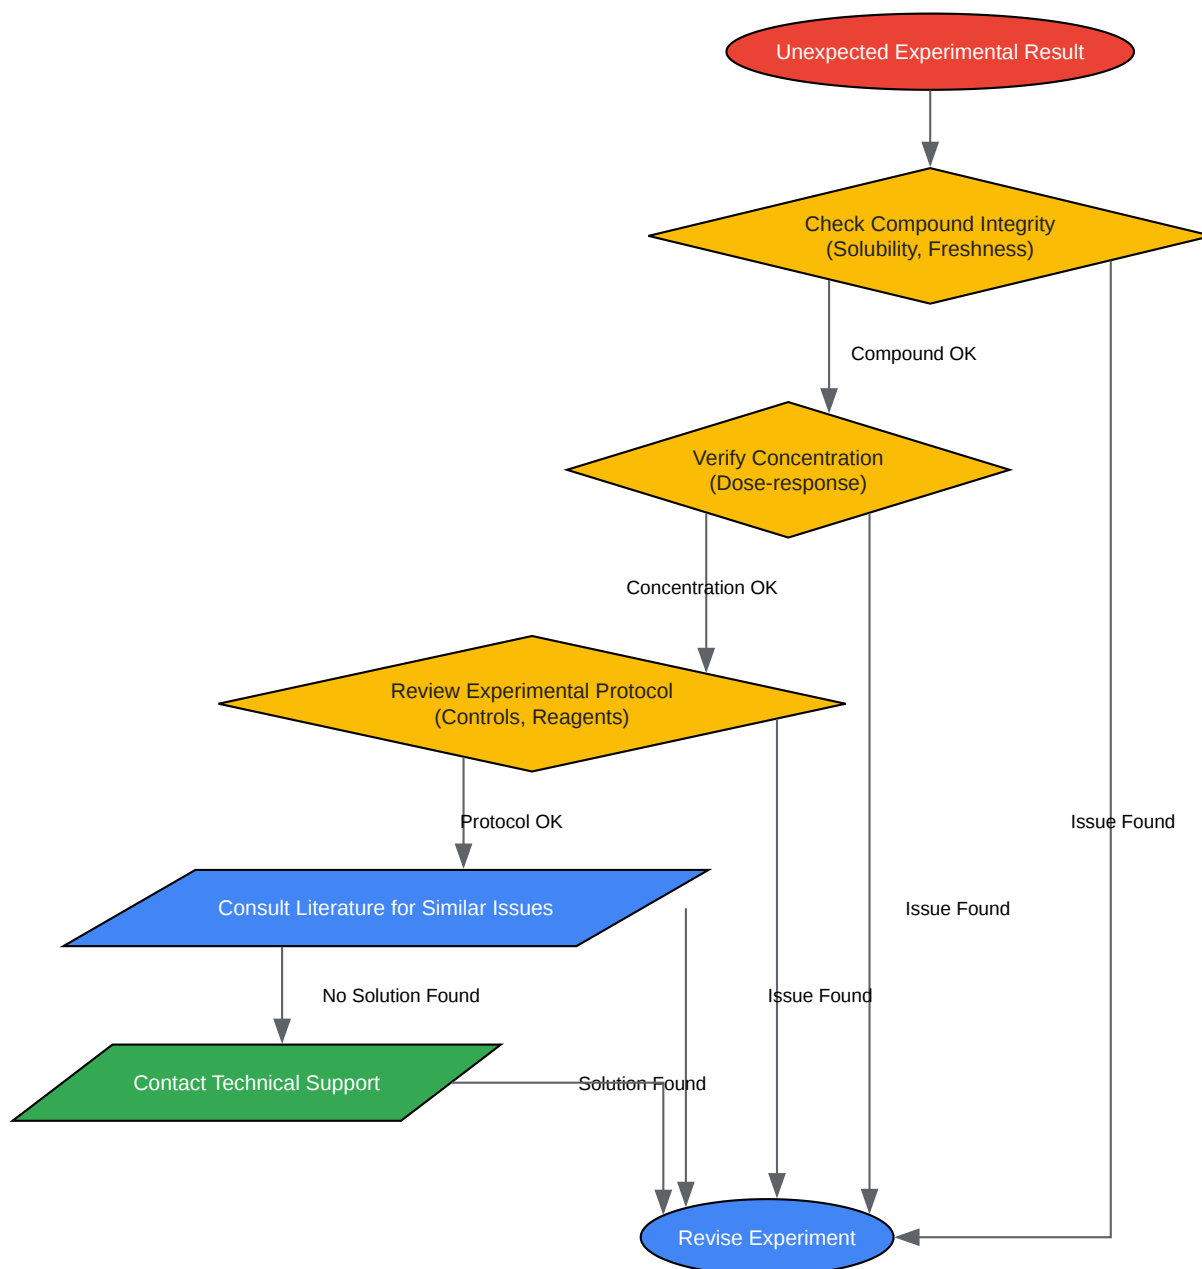 Unexpected Experimental Result
Check Compound Integrity
(Solubility, Freshness)
Compound OK
Verify Concentration
(Dose-response)
Concentration OK
Review Experimental Protocol
(Controls, Reagents)
Protocol OK
Issue Found
Consult Literature for Similar Issues
Issue Found
No Solution Found
Issue Found
Contact Technical Support
Solution Found
Revise Experiment